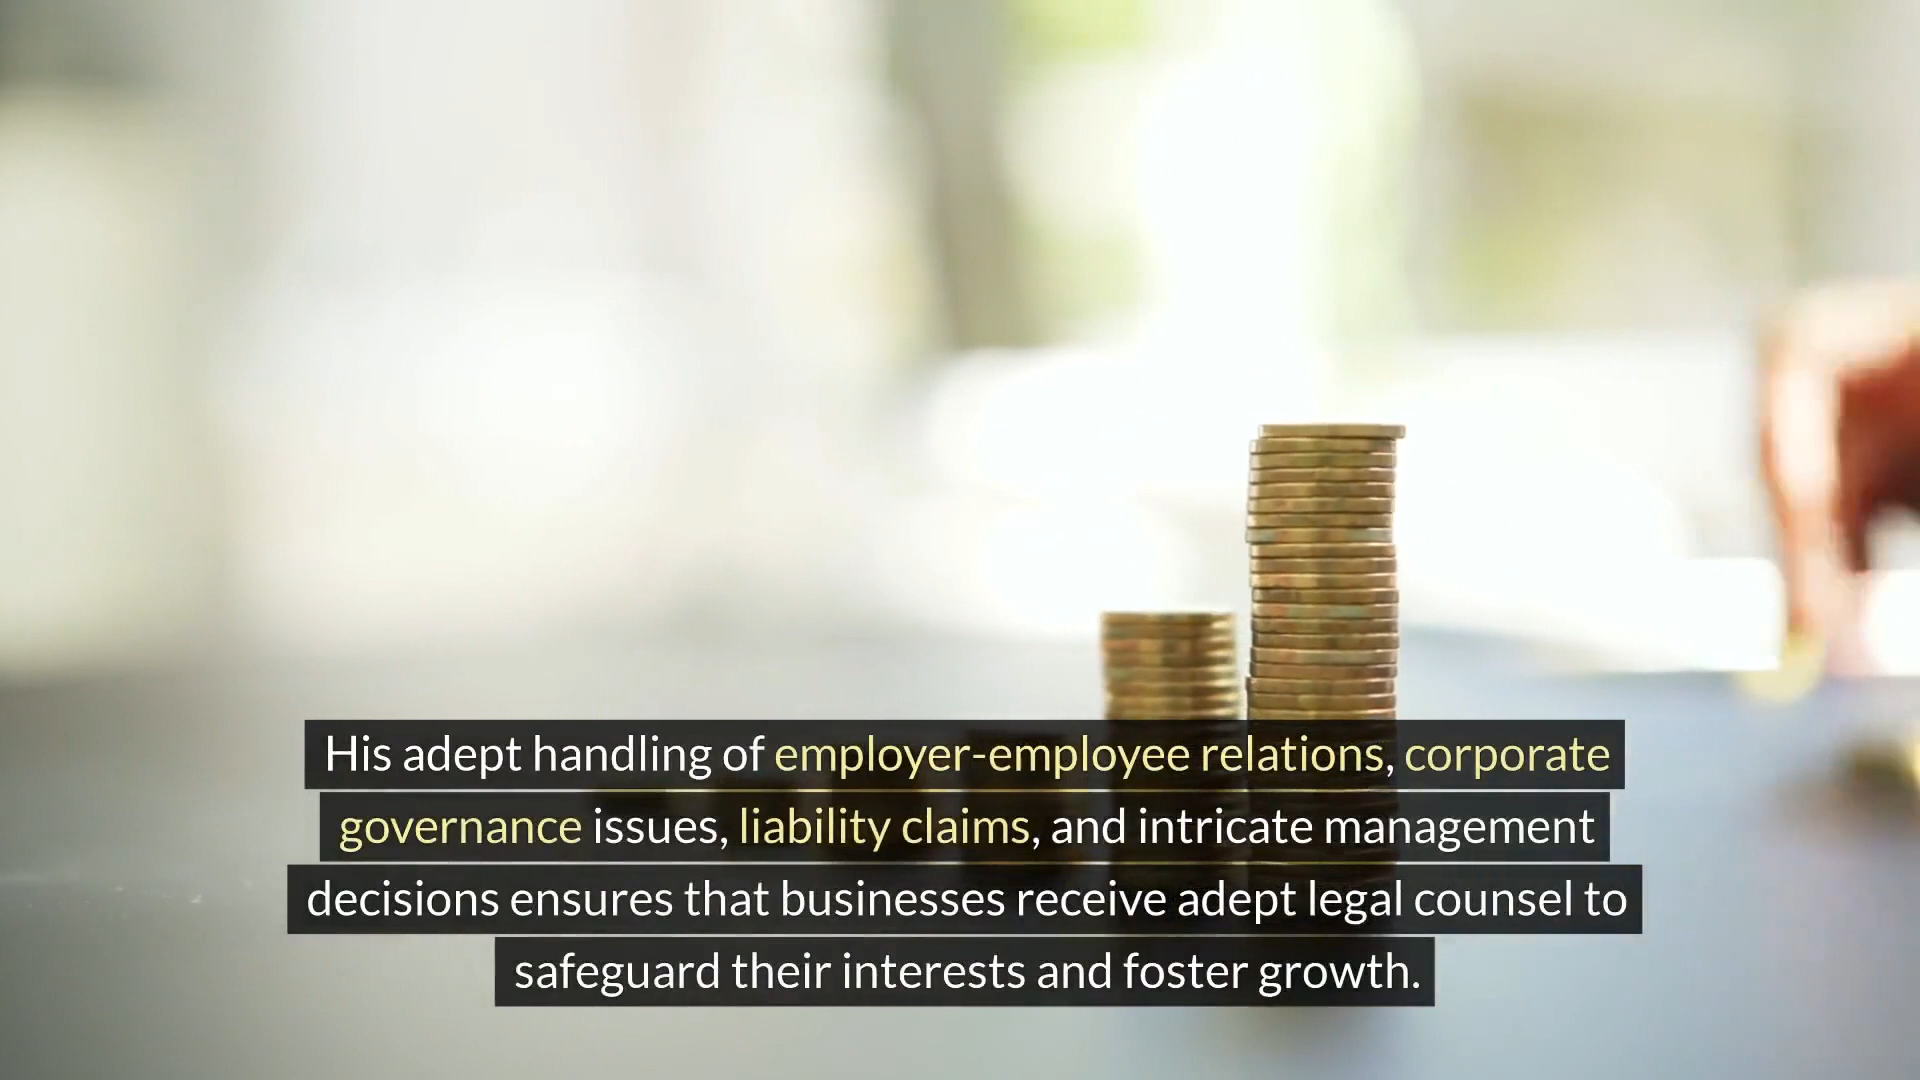 His adept handling of employer-employee relations, corporate
governance issues, liability claims, and intricate management
decisions ensures that businesses receive adept legal counsel to
safeguard their interests and foster growth.